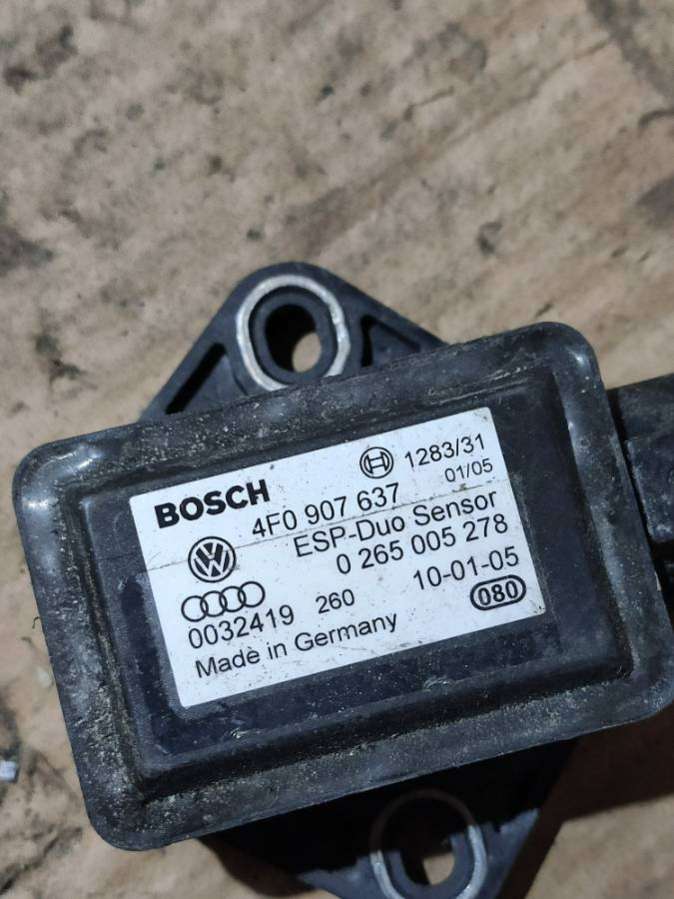 BOSCH
1283/31
4F0 907 637
01/05
ESP-Duo Sensor
0 265 005 278
0032419 260 10-01-05
Made in Germany
080